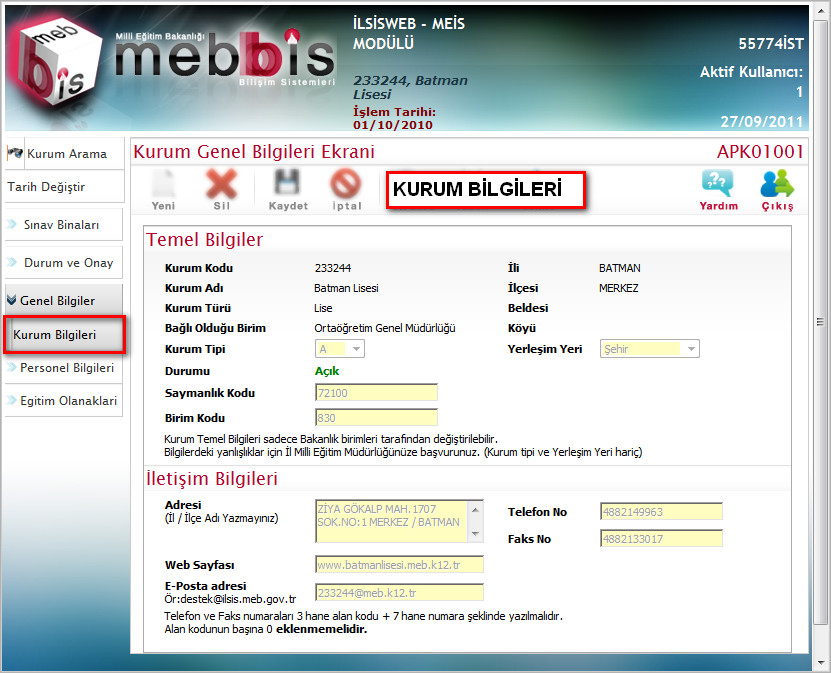 İLSİSWEB - MEİS
MODÜLÜ
Milli Eğitim Bakanlığı
mebbis
Bilişim Sistemleri
meb
bis
233244, Batman
Lisesi
İşlem Tarihi:
01/10/2010
55774İST
Aktif Kullanıcı:
1
27/09/2011
Kurum Arama
Tarih Değiştir
Sınav Binaları
Durum ve Onay
Genel Bilgiler
Kurum Bilgileri
Personel Bilgileri
Egitim Olanaklari
Kurum Genel Bilgileri Ekrani
APK01001
Yeni
Sil
Kaydet
İptal
KURUM BİLGİLERİ
Yardım
Çıkış
Temel Bilgiler
Kurum Kodu 233244 İli BATMAN
Kurum Adı Batman Lisesi İlçesi MERKEZ
Kurum Türü Lise Beldesi
Bağlı Olduğu Birim Ortaöğretim Genel Müdürlüğü Köyü
Kurum Tipi A Yerleşim Yeri Şehir
Durumu Açık
Saymanlık Kodu 72100
Birim Kodu 830
Kurum Temel Bilgileri sadece Bakanlık birimleri tarafından değiştirilebilir.
Bilgilerdeki yanlışlıklar için İl Milli Eğitim Müdürlüğünüze başvurunuz. (Kurum tipi ve Yerleşim Yeri hariç)
İletişim Bilgileri
Adresi
(İl / İlçe Adı Yazmayınız)
ZİYA GÖKALP MAH.1707
SOK.NO:1 MERKEZ / BATMAN
Telefon No 4882149963
Faks No 4882133017
Web Sayfası www.batmanlisesi.meb.k12.tr
E-Posta adresi
Ör:destek@ilsis.meb.gov.tr
233244@meb.k12.tr
Telefon ve Faks numaraları 3 hane alan kodu + 7 hane numara şeklinde yazılmalıdır.
Alan kodunun başına 0 eklenmemelidir.